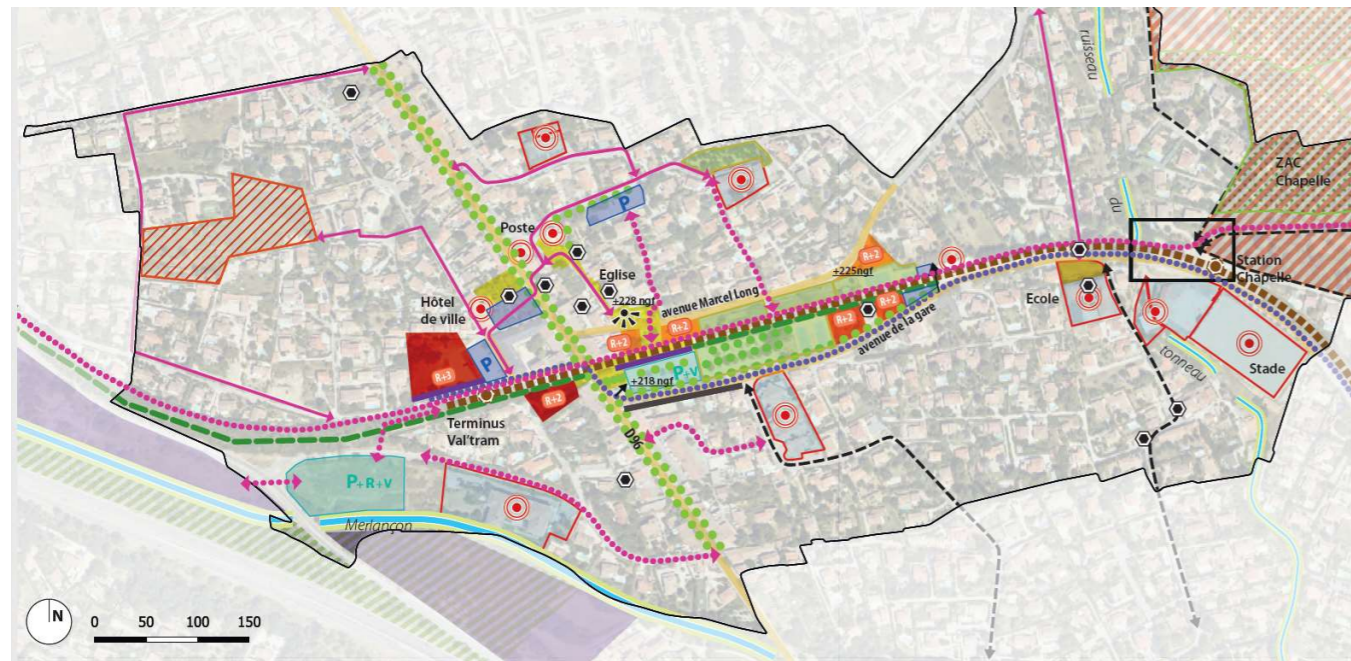 ruisseau
ZAC
Chapelle
P
Poste
du
R+2
+225ngf
Station
Chapelle
Eglise
Hôtel
de ville
+228 ngf
avenue Marcel Long
Ecole
R+2
R+2
R+2
R+2
avenue de la gare
tonneau
Stade
P
R+3
P+V
+218 ngf
R+2
Terminus
Val'tram
D96
P+R+V
Merlançon
N
0 50 100 150